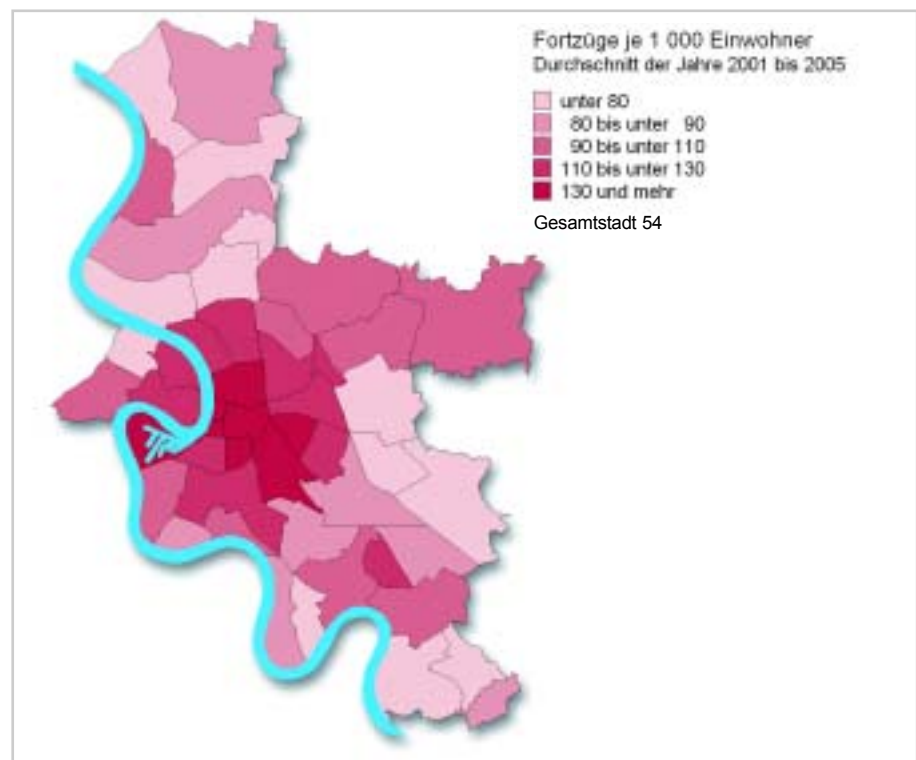 Fortzüge je 1 000 Einwohner
Durchschnitt der Jahre 2001 bis 2005
unter 80
80 bis unter 90
90 bis unter 110
110 bis unter 130
130 und mehr
Gesamtstadt 54